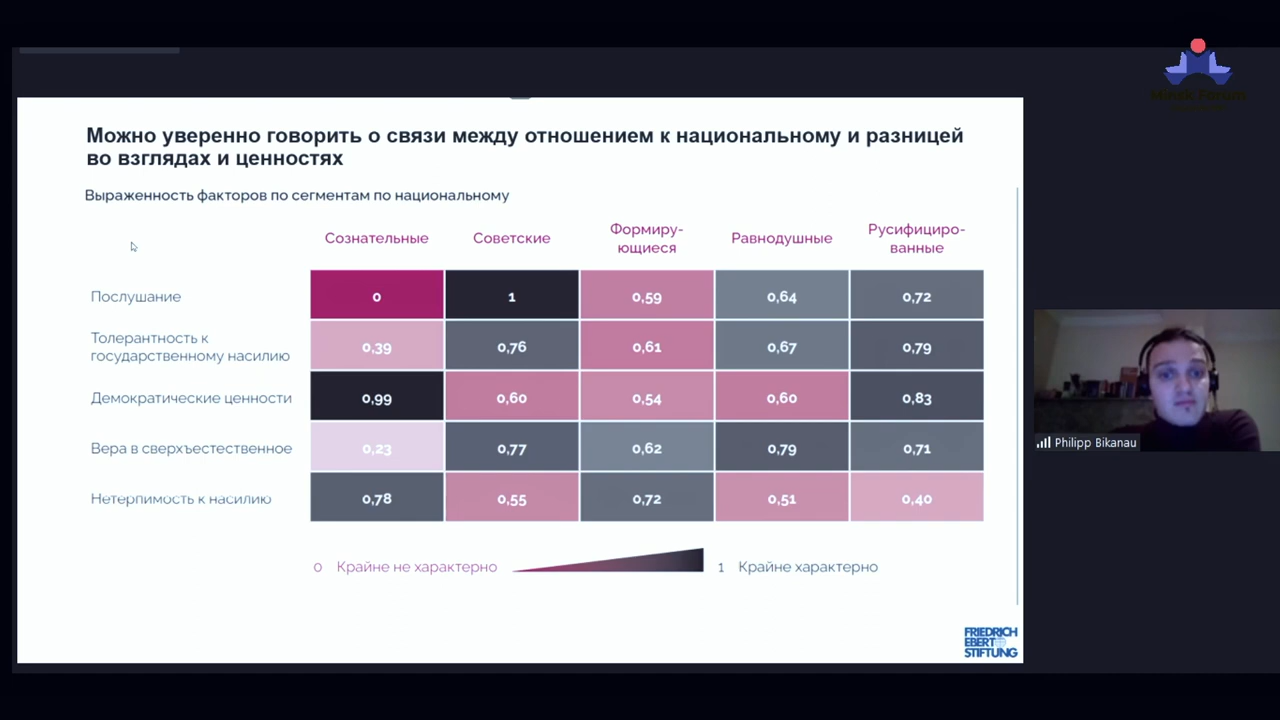 Minsk Forum
Можно уверенно говорить о связи между отношением к национальному и разницей
во взглядах и ценностях
Выраженность факторов по сегментам по национальному
Сознательные Советские Формиру-
ющиеся Равнодушные Русифициро-
ванные
Послушание 0 1 0,59 0,64 0,72
Толерантность к
государственному насилию 0,39 0,76 0,61 0,67 0,79
Демократические ценности 0,99 0,60 0,54 0,60 0,83
Вера в сверхъестественное 0,23 0,77 0,62 0,79 0,71
Нетерпимость к насилию 0,78 0,55 0,72 0,51 0,40
0 Крайне не характерно 1 Крайне характерно
Philipp Bikanau
FRIEDRICH
EBERT
STIFTUNG